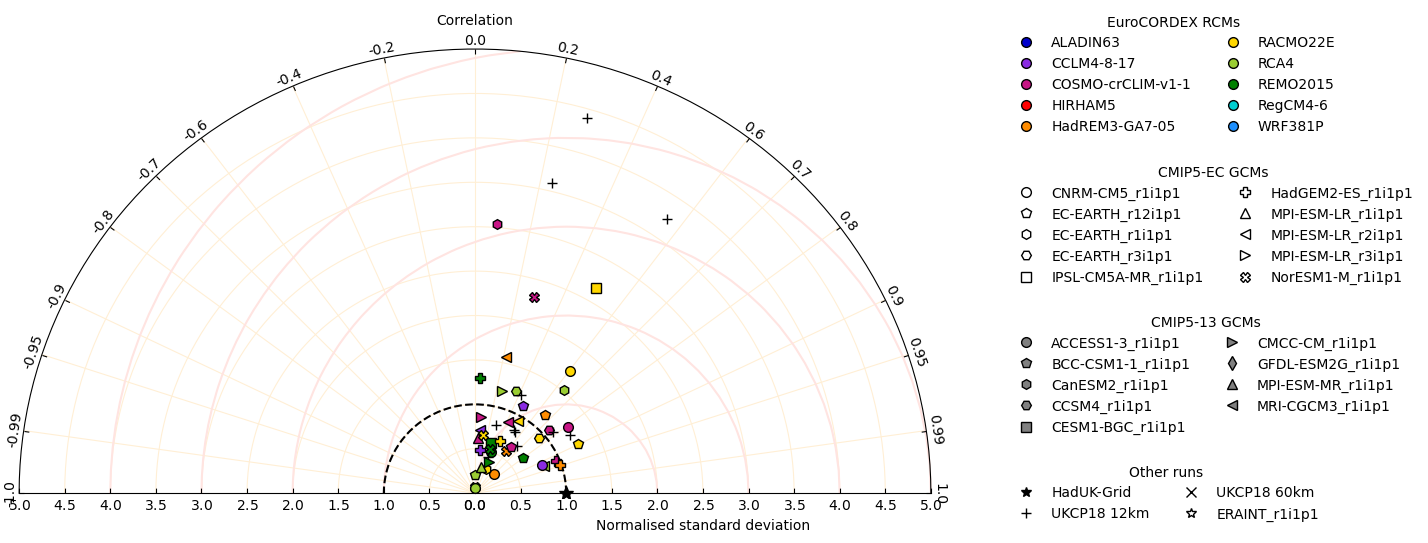 Correlation
0.0
-0.2
0.2
-0.4
0.4
-0.6
0.6
-0.7
0.7
-0.8
0.8
-0.9
0.9
-0.95
0.95
-0.99
0.99
-1.0
1.0
5.0 4.5 4.0 3.5 3.0 2.5 2.0 1.5 1.0 0.5 0.0 0.0 0.5 1.0 1.5 2.0 2.5 3.0 3.5 4.0 4.5 5.0
Normalised standard deviation
EuroCORDEX RCMs
ALADIN63 RACMO22E
CCLM4-8-17 RCA4
COSMO-crCLIM-v1-1 REMO2015
HIRHAM5 RegCM4-6
HadREM3-GA7-05 WRF381P
CMIP5-EC GCMs
CNRM-CM5_r1i1p1 HadGEM2-ES_r1i1p1
EC-EARTH_r12i1p1 MPI-ESM-LR_r1i1p1
EC-EARTH_r1i1p1 MPI-ESM-LR_r2i1p1
EC-EARTH_r3i1p1 MPI-ESM-LR_r3i1p1
IPSL-CM5A-MR_r1i1p1 NorESM1-M_r1i1p1
CMIP5-13 GCMs
ACCESS1-3_r1i1p1 CMCC-CM_r1i1p1
BCC-CSM1-1_r1i1p1 GFDL-ESM2G_r1i1p1
CanESM2_r1i1p1 MPI-ESM-MR_r1i1p1
CCSM4_r1i1p1 MRI-CGCM3_r1i1p1
CESM1-BGC_r1i1p1
Other runs
HadUK-Grid UKCP18 60km
UKCP18 12km ERAINT_r1i1p1